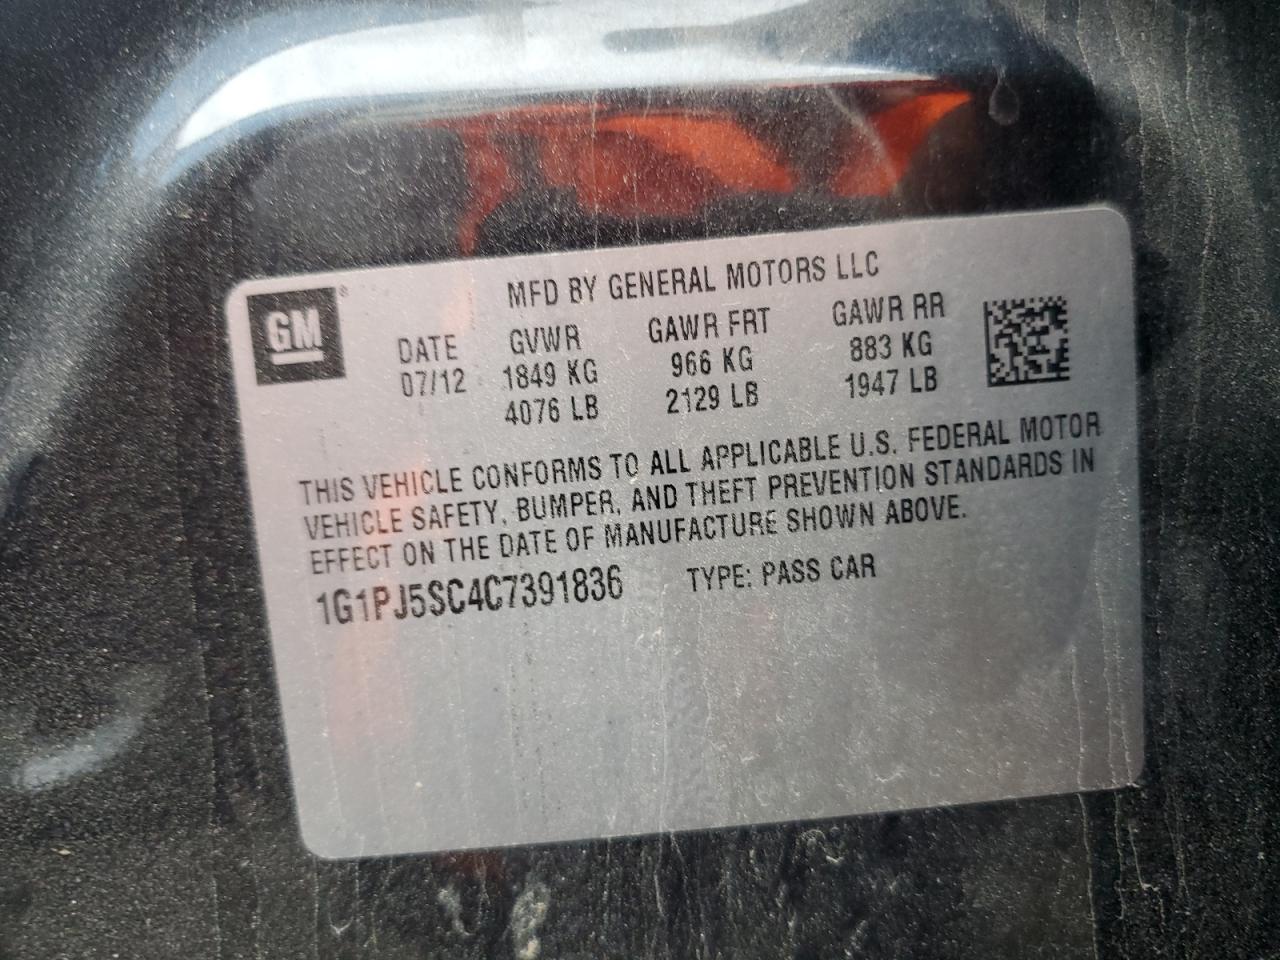 GM®
MFD BY GENERAL MOTORS LLC
DATE GVWR GAWR FRT GAWR RR
07/12 1849 KG 966 KG 883 KG
4076 LB 2129 LB 1947 LB
THIS VEHICLE CONFORMS TO ALL APPLICABLE U.S. FEDERAL MOTOR
VEHICLE SAFETY, BUMPER, AND THEFT PREVENTION STANDARDS IN
EFFECT ON THE DATE OF MANUFACTURE SHOWN ABOVE.
1G1PJ5SC4C7391836 TYPE: PASS CAR